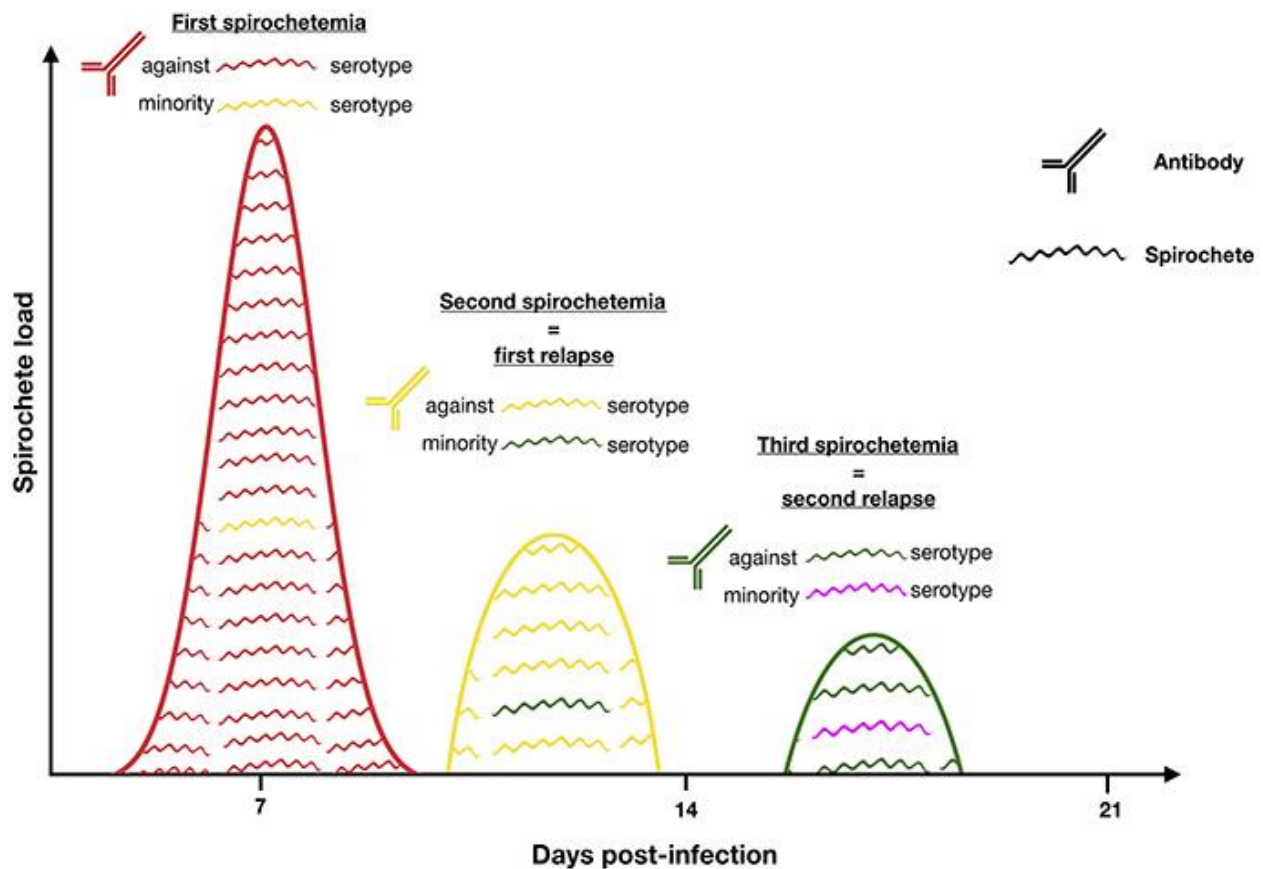 First spirochetemia
against serotype
minority serotype
Antibody
Spirochete
Second spirochetemia
=
first relapse
against serotype
minority serotype
Third spirochetemia
=
second relapse
against serotype
minority serotype
Spirochete load
7 14 21
Days post-infection